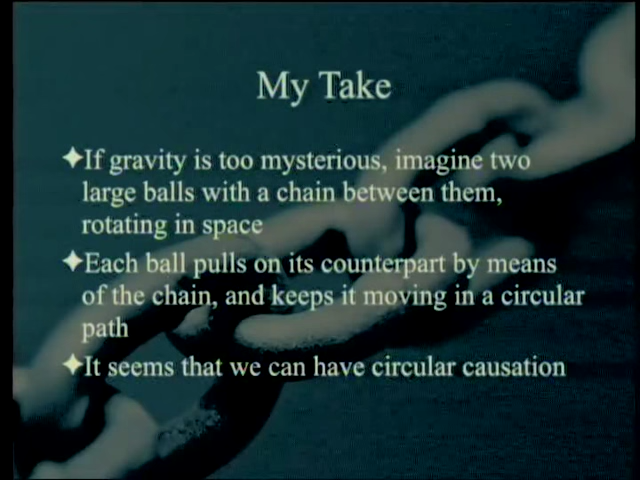 My Take
✦If gravity is too mysterious, imagine two
large balls with a chain between them,
rotating in space
✦Each ball pulls on its counterpart by means
of the chain, and keeps it moving in a circular
path
✦It seems that we can have circular causation